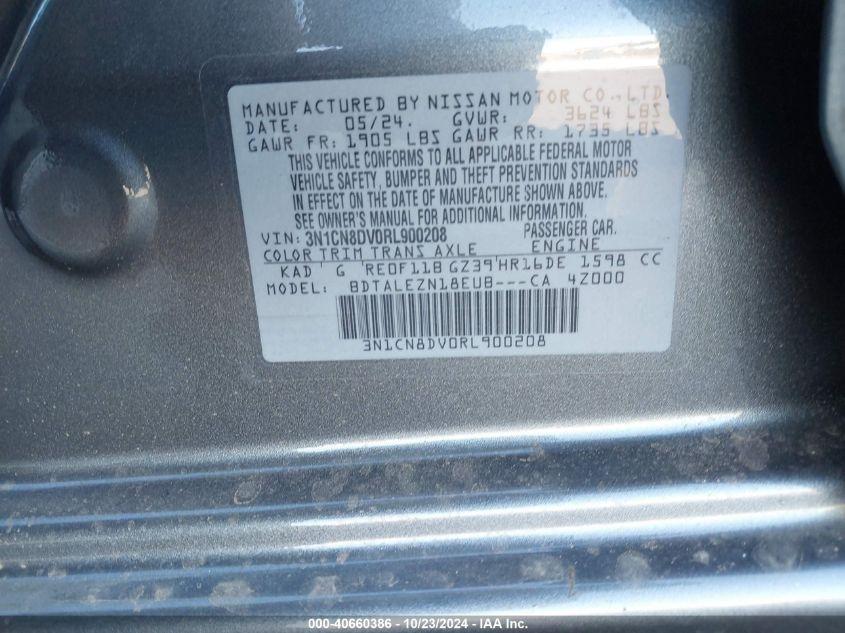 MANUFACTURED BY NISSAN MOTOR CO.,LTD.
DATE: 05/24. GVWR: 3624 LBS
GAWR FR: 1905 LBS GAWR RR: 1735 LBS
THIS VEHICLE CONFORMS TO ALL APPLICABLE FEDERAL MOTOR
VEHICLE SAFETY, BUMPER AND THEFT PREVENTION STANDARDS
IN EFFECT ON THE DATE OF MANUFACTURE SHOWN ABOVE.
SEE OWNER'S MANUAL FOR ADDITIONAL INFORMATION.
VIN: 3N1CN8DV0RL900208 PASSENGER CAR.
COLOR TRIM TRANS AXLE ENGINE
KAD G RE0F11B GZ39 HR16DE 1598 CC
MODEL: BDTALEZN18EUB---CA 4Z000
3N1CN8DV0RL900208
000-40660386 - 10/23/2024 - IAA Inc.